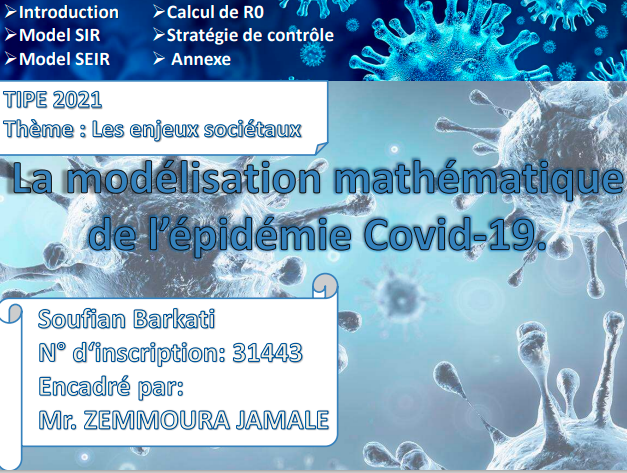 ➢Introduction ➢Calcul de R0
➢Model SIR ➢Stratégie de contrôle
➢Model SEIR ➢ Annexe
TIPE 2021
Thème : Les enjeux sociétaux
La modélisation mathématique
de l'épidémie Covid-19.
Soufian Barkati
N° d'inscription: 31443
Encadré par:
Mr. ZEMMOURA JAMALE